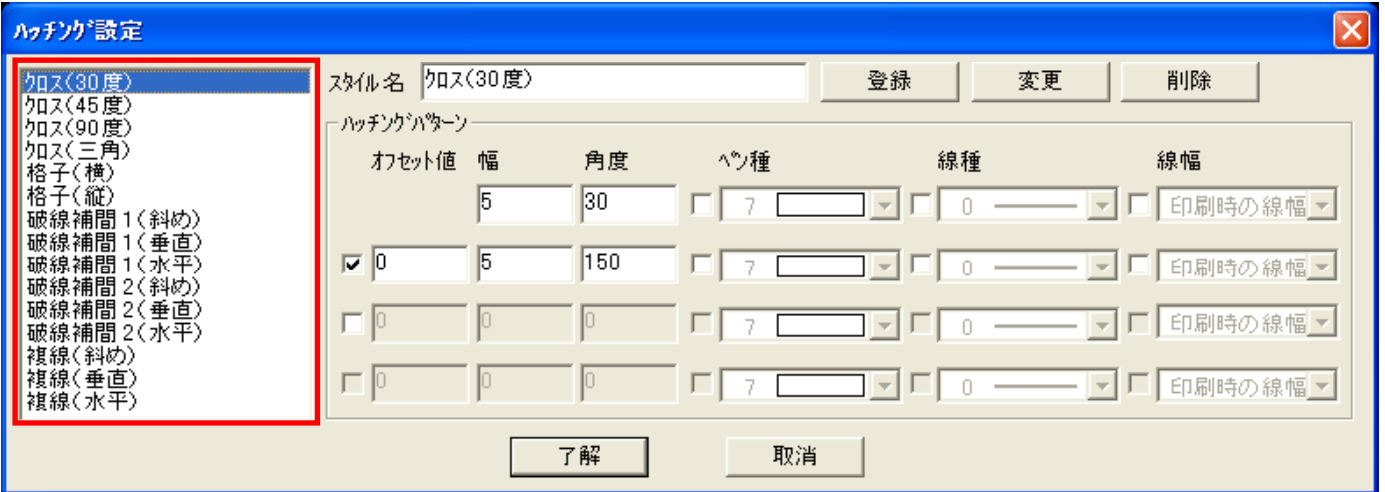 ﾊｯﾁﾝｸﾞ設定
ｸﾛｽ(30度)
ｸﾛｽ(45度)
ｸﾛｽ(90度)
ｸﾛｽ(三角)
格子(横)
格子(縦)
破線補間１(斜め)
破線補間１(垂直)
破線補間１(水平)
破線補間２(斜め)
破線補間２(垂直)
破線補間２(水平)
複線(斜め)
複線(垂直)
複線(水平)
ｽﾀｲﾙ名 ｸﾛｽ(30度) 登録 変更 削除
ﾊｯﾁﾝｸﾞﾊﾟﾀｰﾝ
ｵﾌｾｯﾄ値 幅 角度 ﾍﾟﾝ種 線種 線幅
5 30 7 0 印刷時の線幅
0 5 150 7 0 印刷時の線幅
0 0 0 7 0 印刷時の線幅
0 0 0 7 0 印刷時の線幅
了解 取消